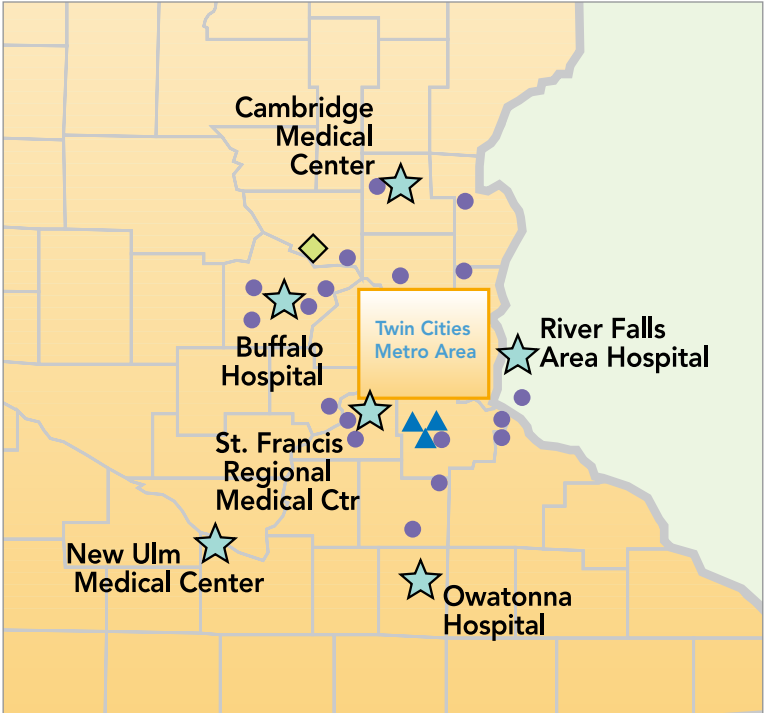 Cambridge
Medical
Center
Twin Cities
Metro Area
River Falls
Area Hospital
Buffalo
Hospital
St. Francis
Regional
Medical Ctr
New Ulm
Medical Center
Owatonna
Hospital